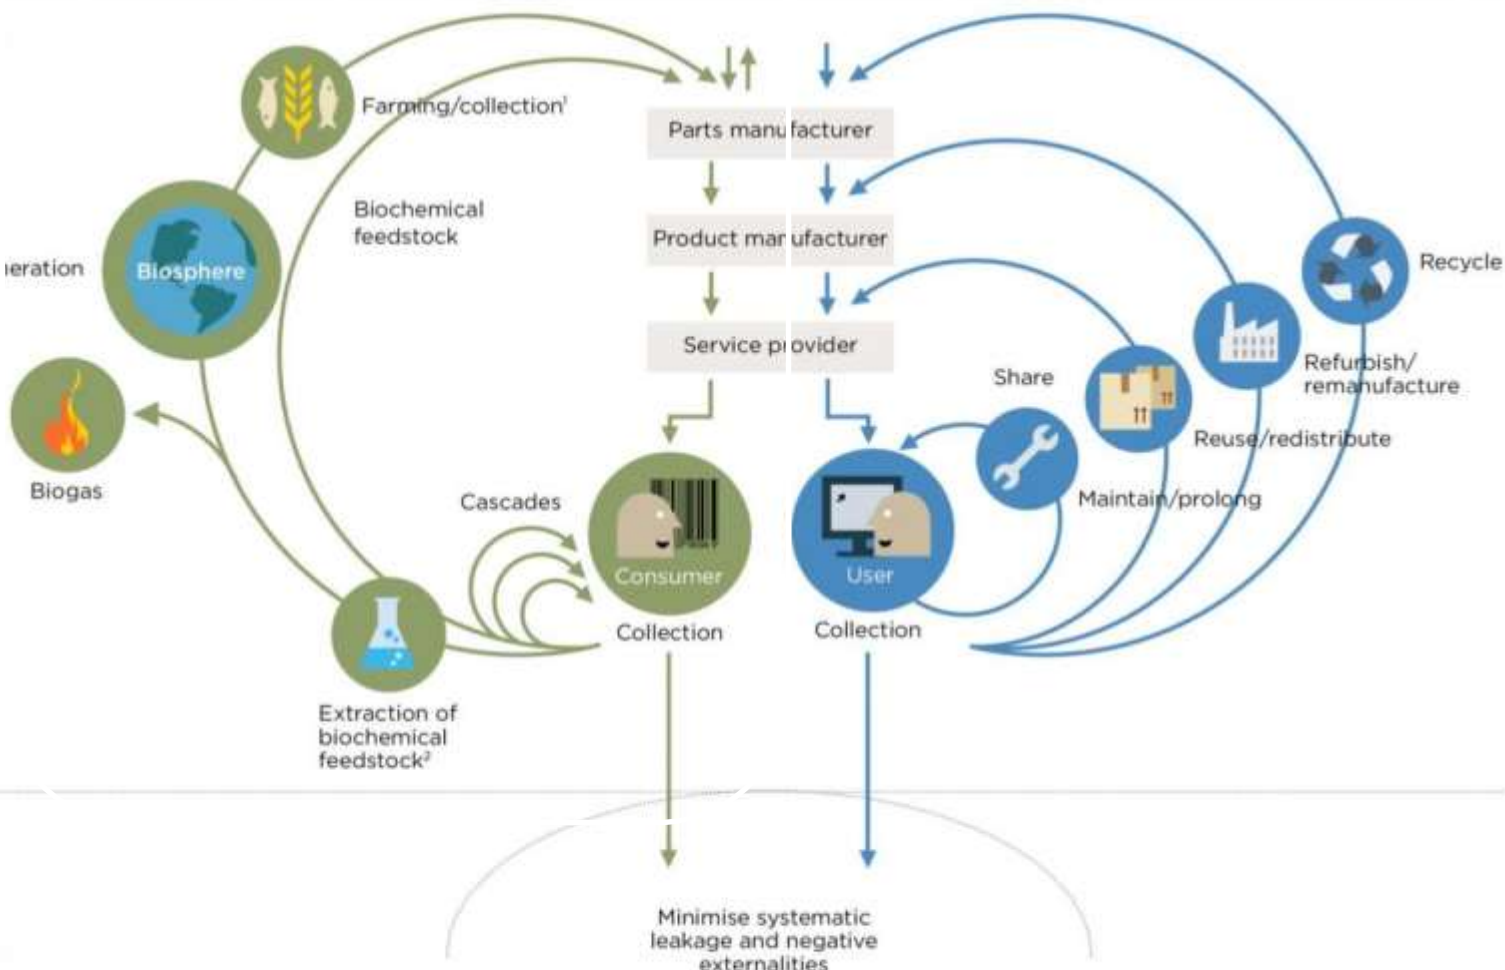 Farming/collection¹
Parts manufacturer
Biochemical
feedstock
Product manufacturer
Biosphere
Recycle
Service provider
Refurbish/
remanufacture
Share
Reuse/redistribute
Biogas
Cascades
Maintain/prolong
Consumer
User
Collection
Collection
Extraction of
biochemical
feedstock²
Minimise systematic
leakage and negative
externalities